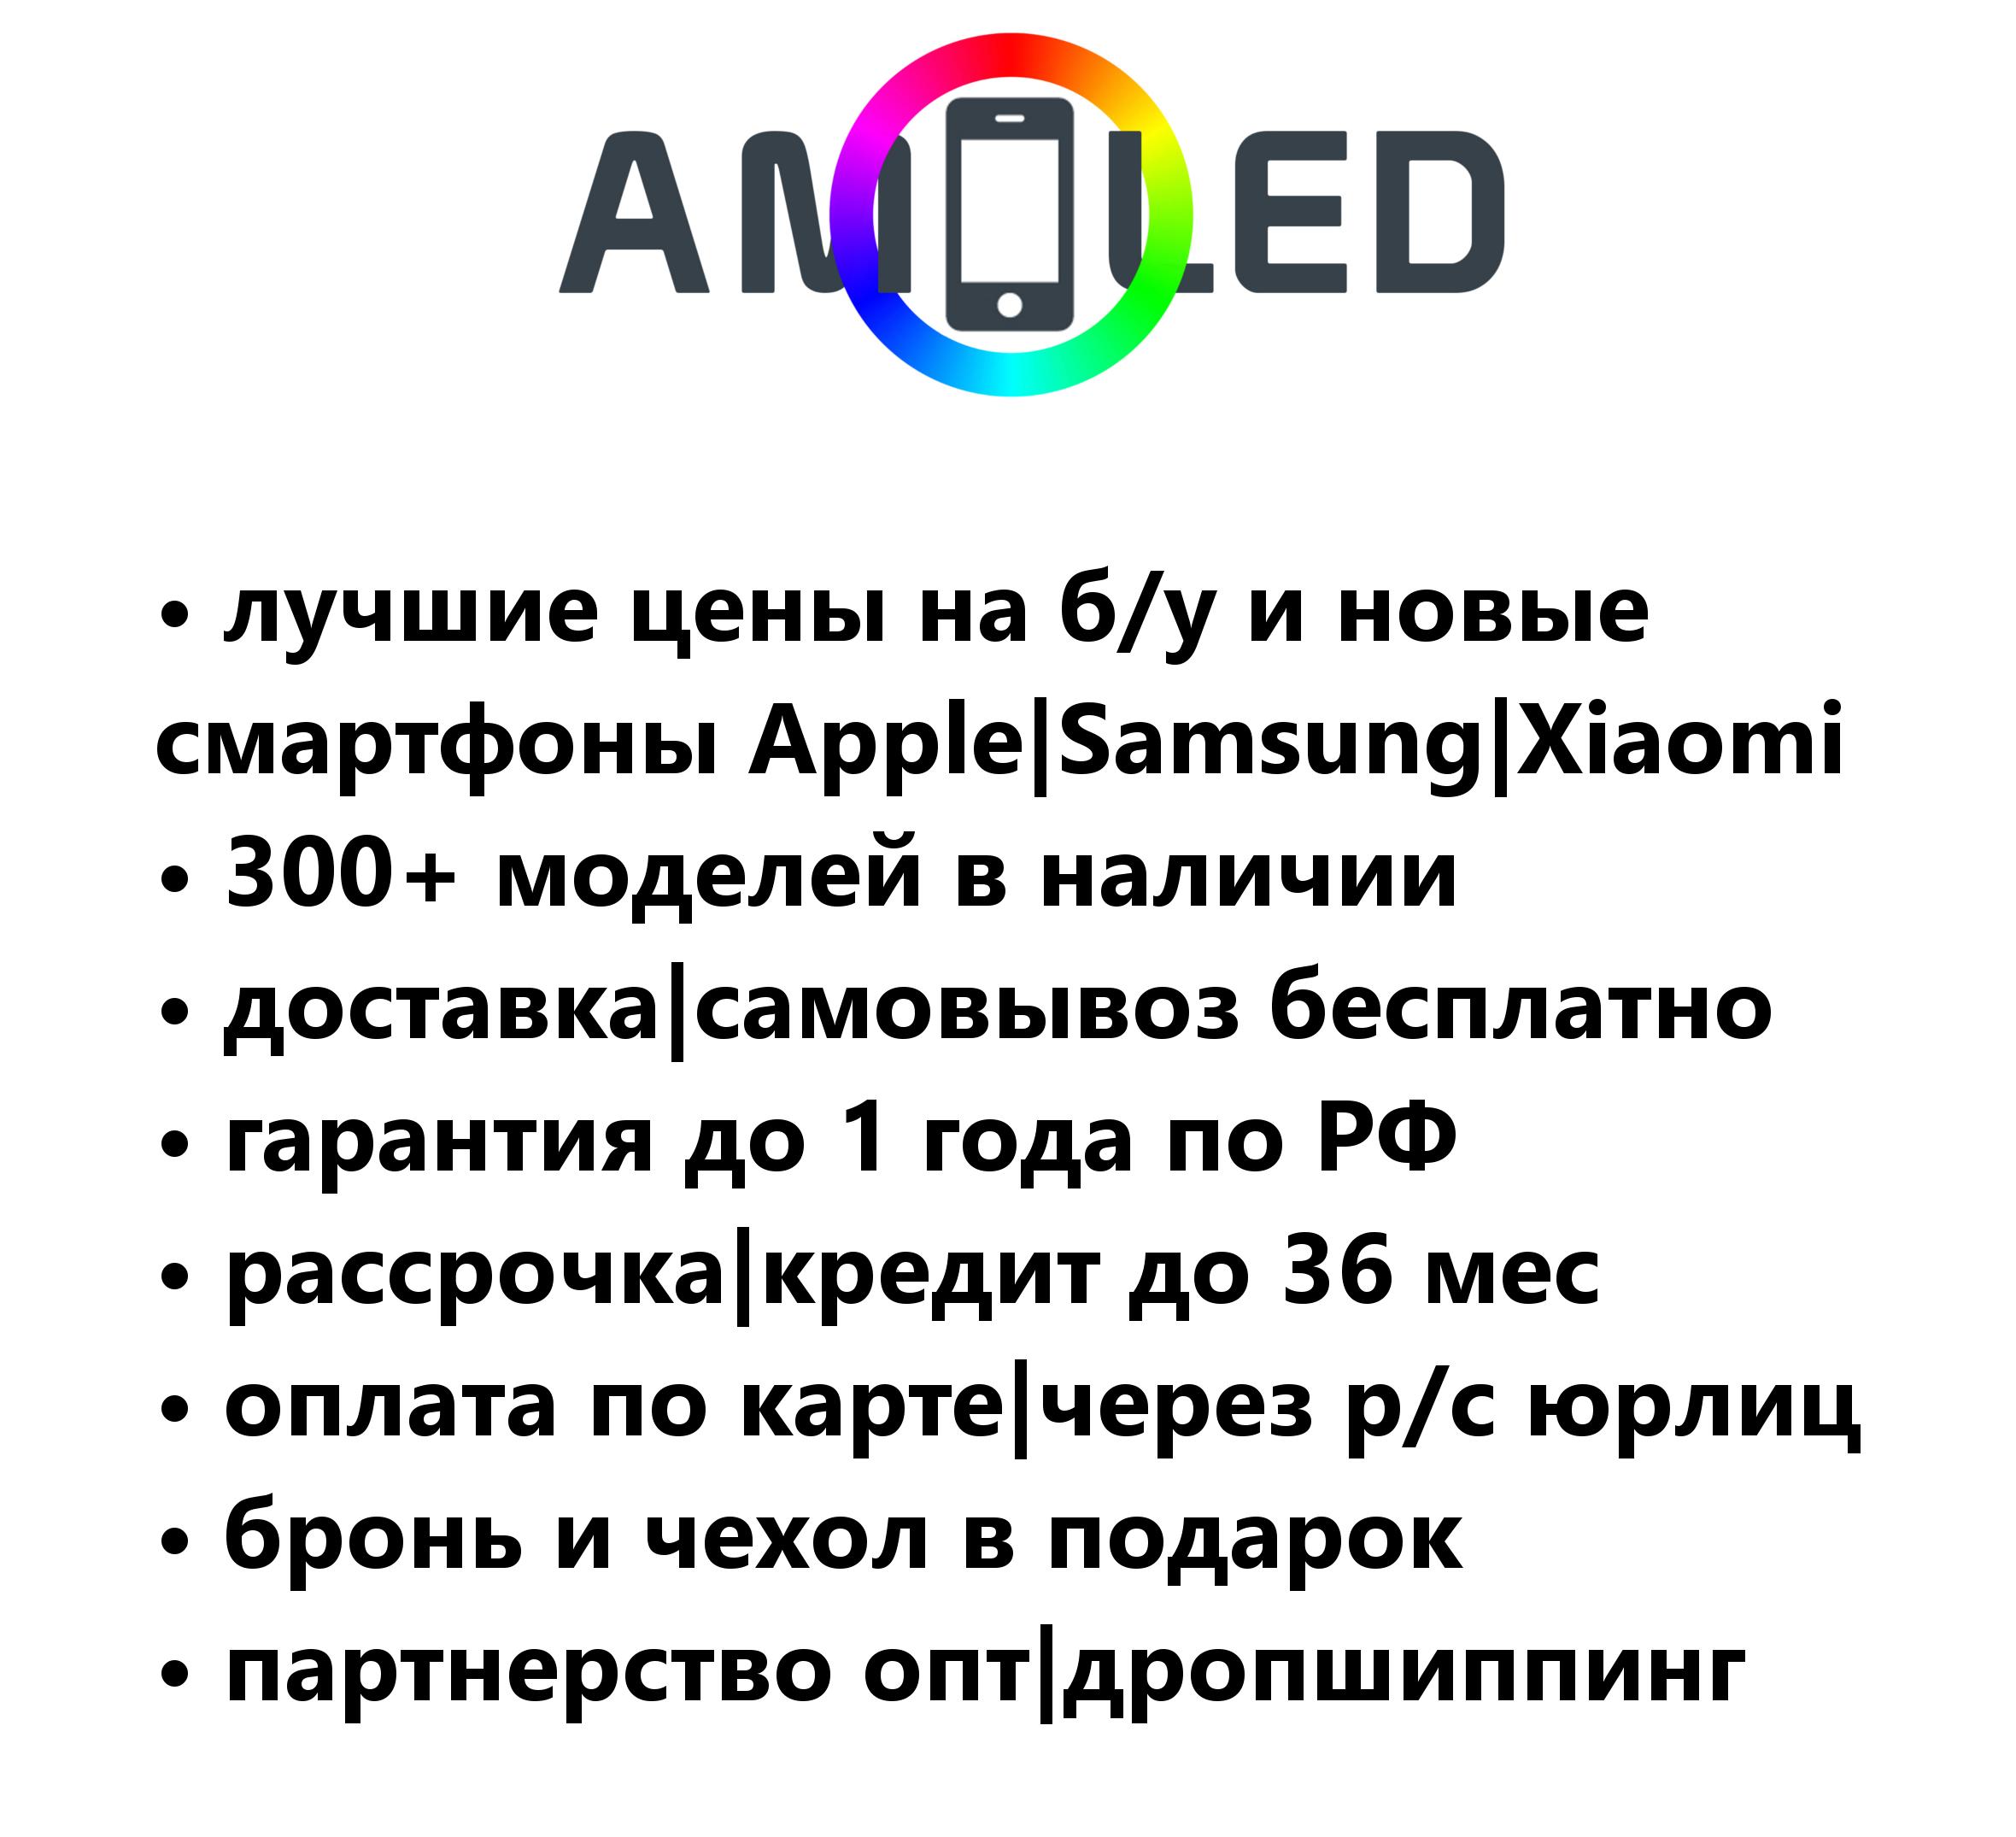 AMOLED
• лучшие цены на б/у и новые
смартфоны Apple|Samsung|Xiaomi
• 300+ моделей в наличии
• доставка|самовывоз бесплатно
• гарантия до 1 года по РФ
• рассрочка|кредит до 36 мес
• оплата по карте|через р/с юрлиц
• бронь и чехол в подарок
• партнерство опт|дропшиппинг